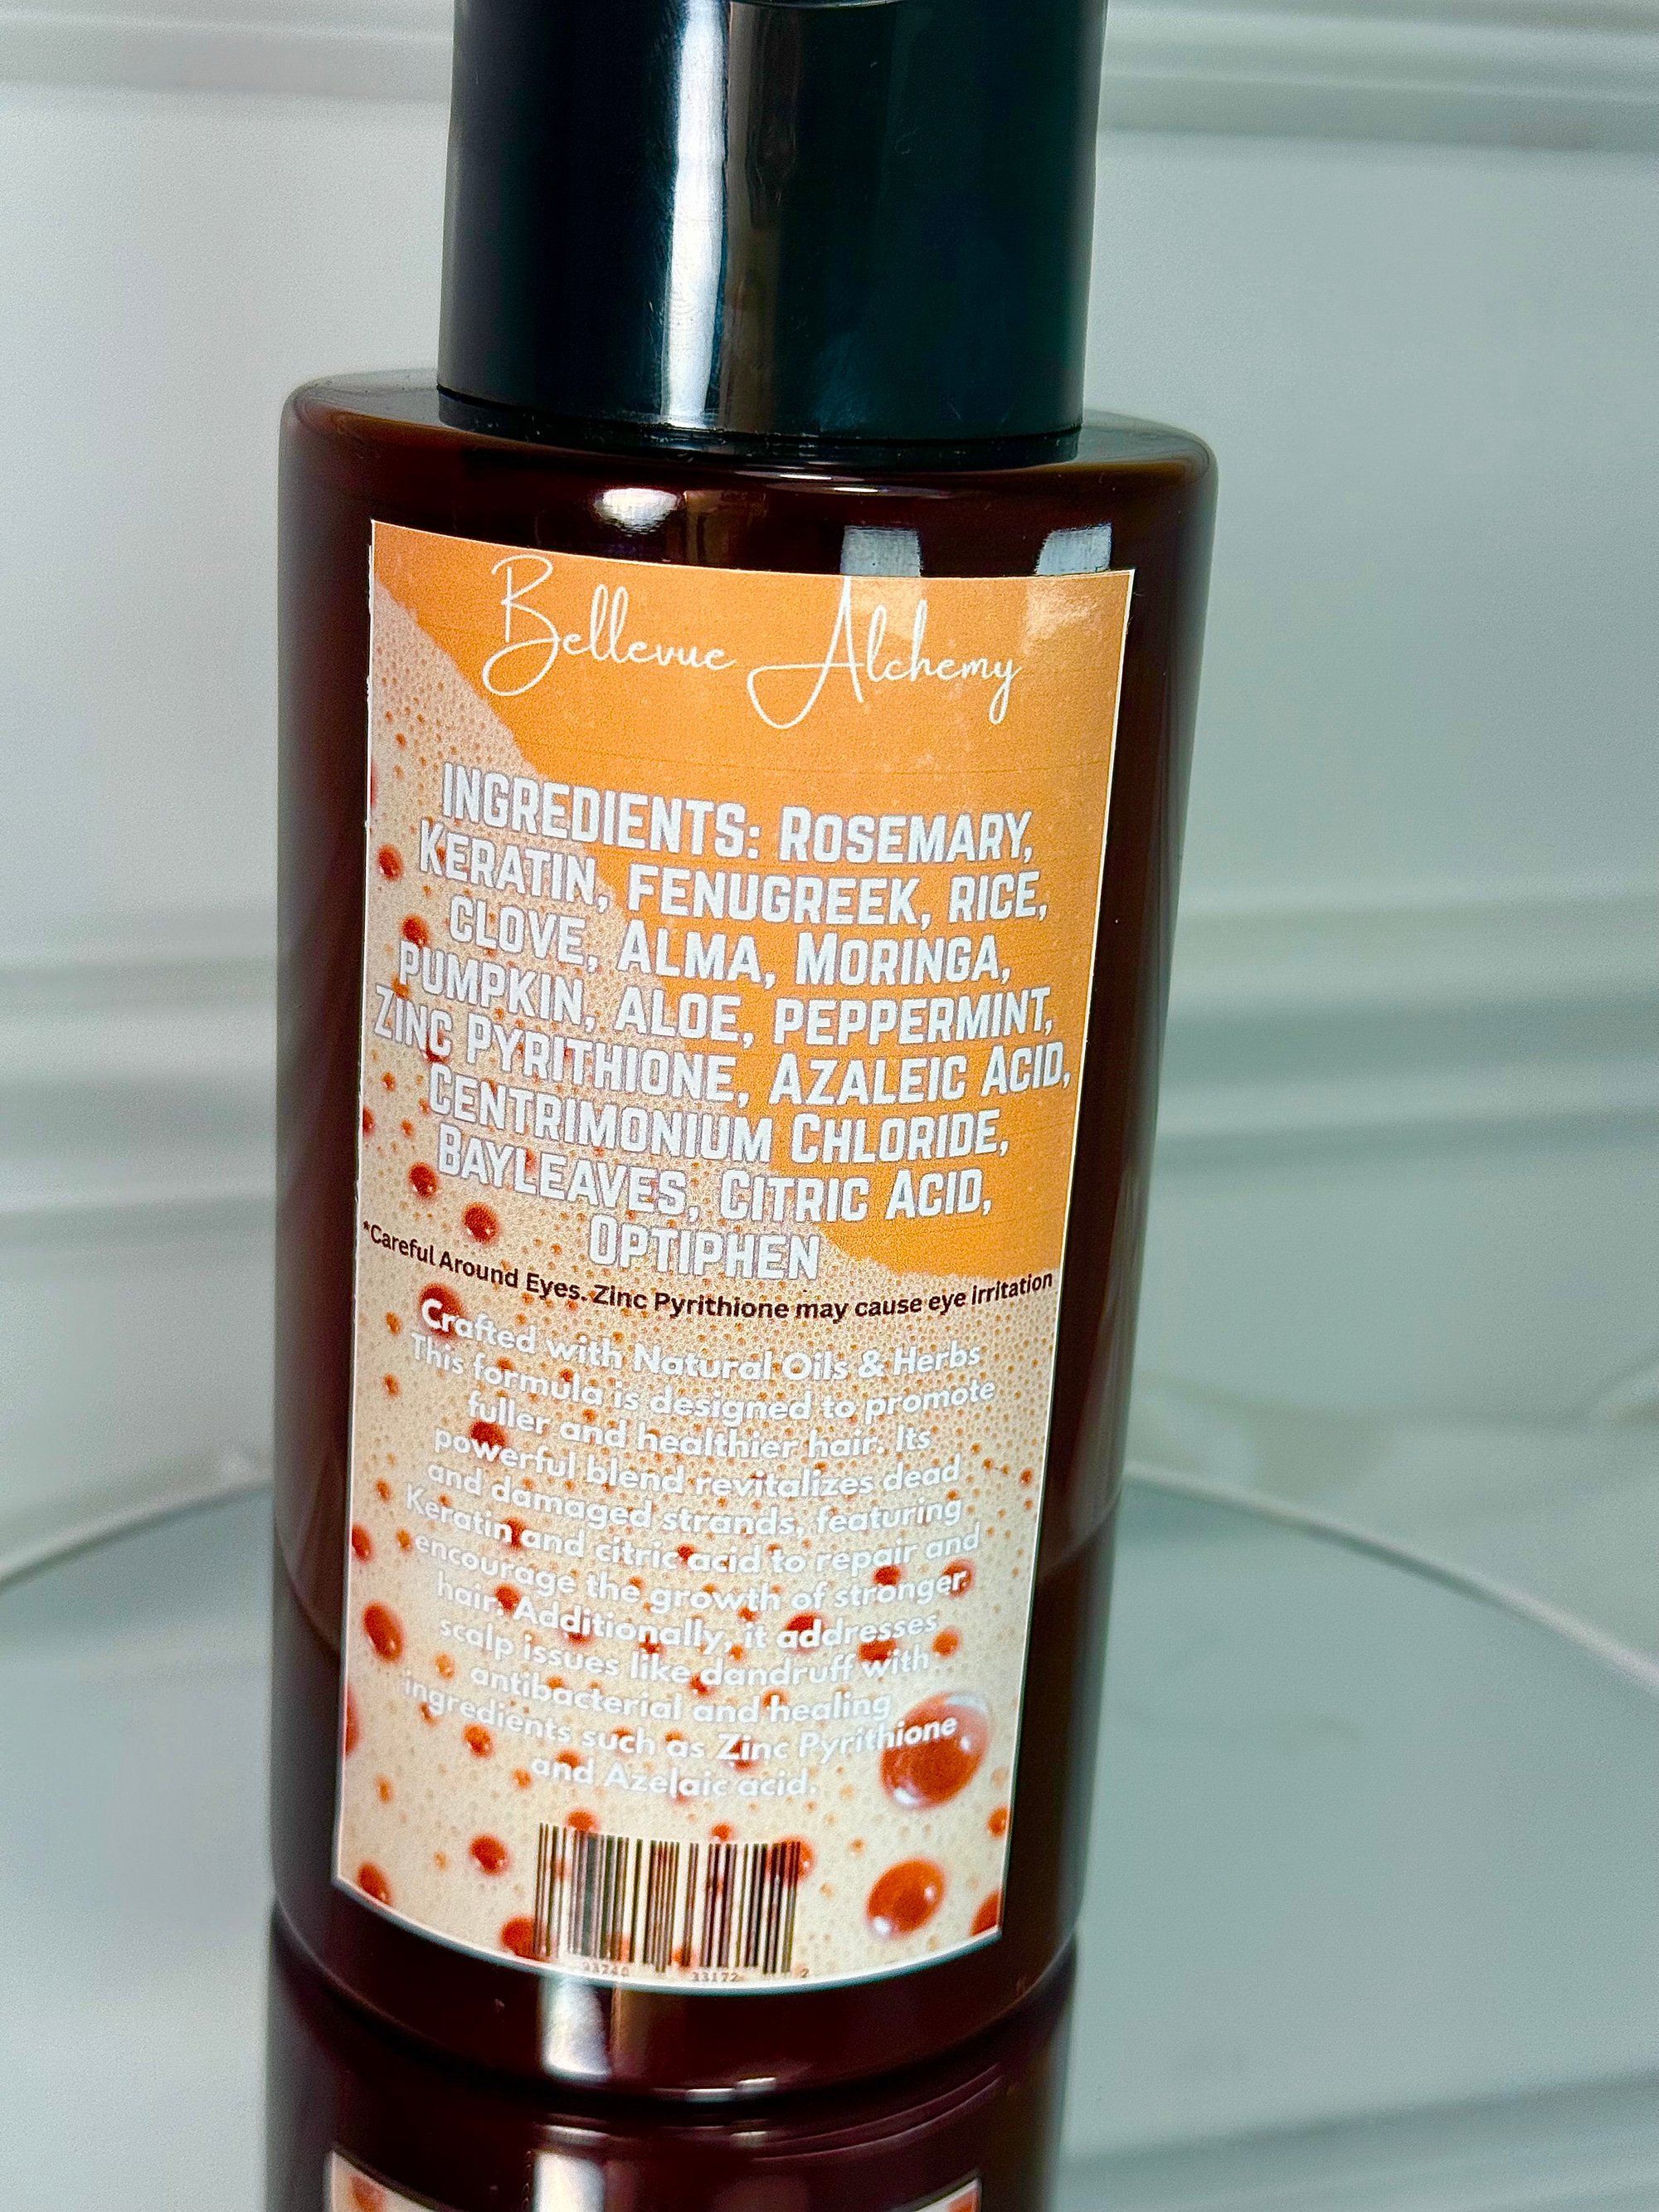 Bellevue Alchemy
INGREDIENTS: ROSEMARY,
KERATIN, FENUGREEK, RICE,
CLOVE, ALMA, MORINGA,
PUMPKIN, ALOE, PEPPERMINT,
ZINC PYRITHIONE, AZALEIC ACID,
CENTRIMONIUM CHLORIDE,
BAYLEAVES, CITRIC ACID,
OPTIPHEN
*Careful Around Eyes. Zinc Pyrithione may cause eye irritation
Crafted with Natural Oils & Herbs
This formula is designed to promote
fuller and healthier hair. Its
powerful blend revitalizes dead
and damaged strands, featuring
Keratin and citric acid to repair and
encourage the growth of stronger
hair. Additionally, it addresses
scalp issues like dandruff with
antibacterial and healing
ingredients such as Zinc Pyrithione
and Azelaic acid.
93740 33172 2